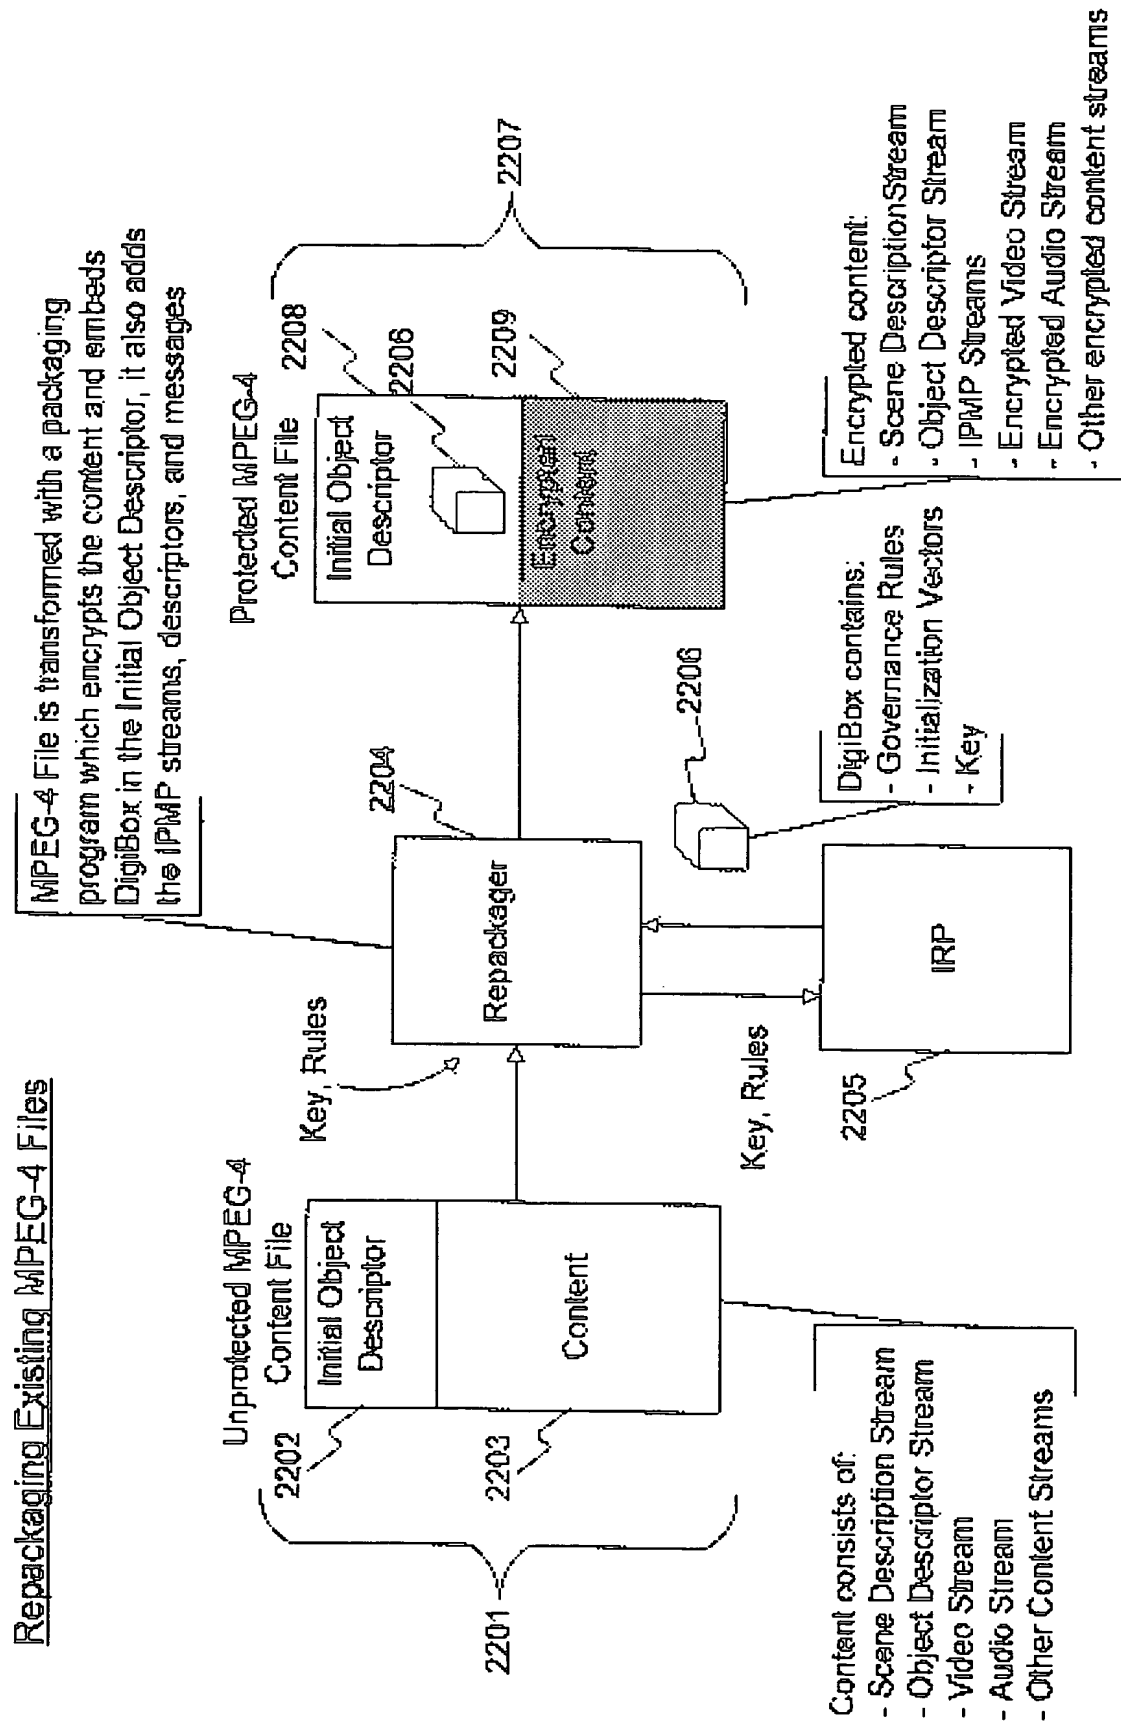 Repackaging Existing MPEG-4 Files
MPEG-4 File is transformed with a packaging
program which encrypts the content and embeds
DigiBox in the Initial Object Descriptor, it also adds
the IPMP streams, descriptors, and messages
Unprotected MPEG-4
Content File
2201
2202
Initial Object
Descriptor
2203
Content
Content consists of:
- Scene Description Stream
- Object Descriptor Stream
- Video Stream
- Audio Stream
- Other Content Streams
Key, Rules
Repackager
2204
Key, Rules
2205
IRP
2206
DigiBox contains:
- Governance Rules
- Initialization Vectors
- Key
Protected MPEG-4
Content File
2208
2206
2209
2207
Initial Object
Descriptor
Encrypted
Content
Encrypted content:
- Scene DescriptionStream
- Object Descriptor Stream
- IPMP Streams
- Encrypted Video Stream
- Encrypted Audio Stream
- Other encrypted content streams